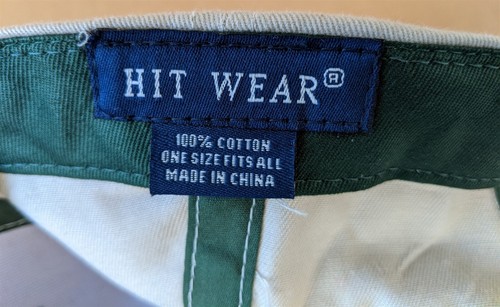 HIT WEAR®
100% COTTON
ONE SIZE FITS ALL
MADE IN CHINA